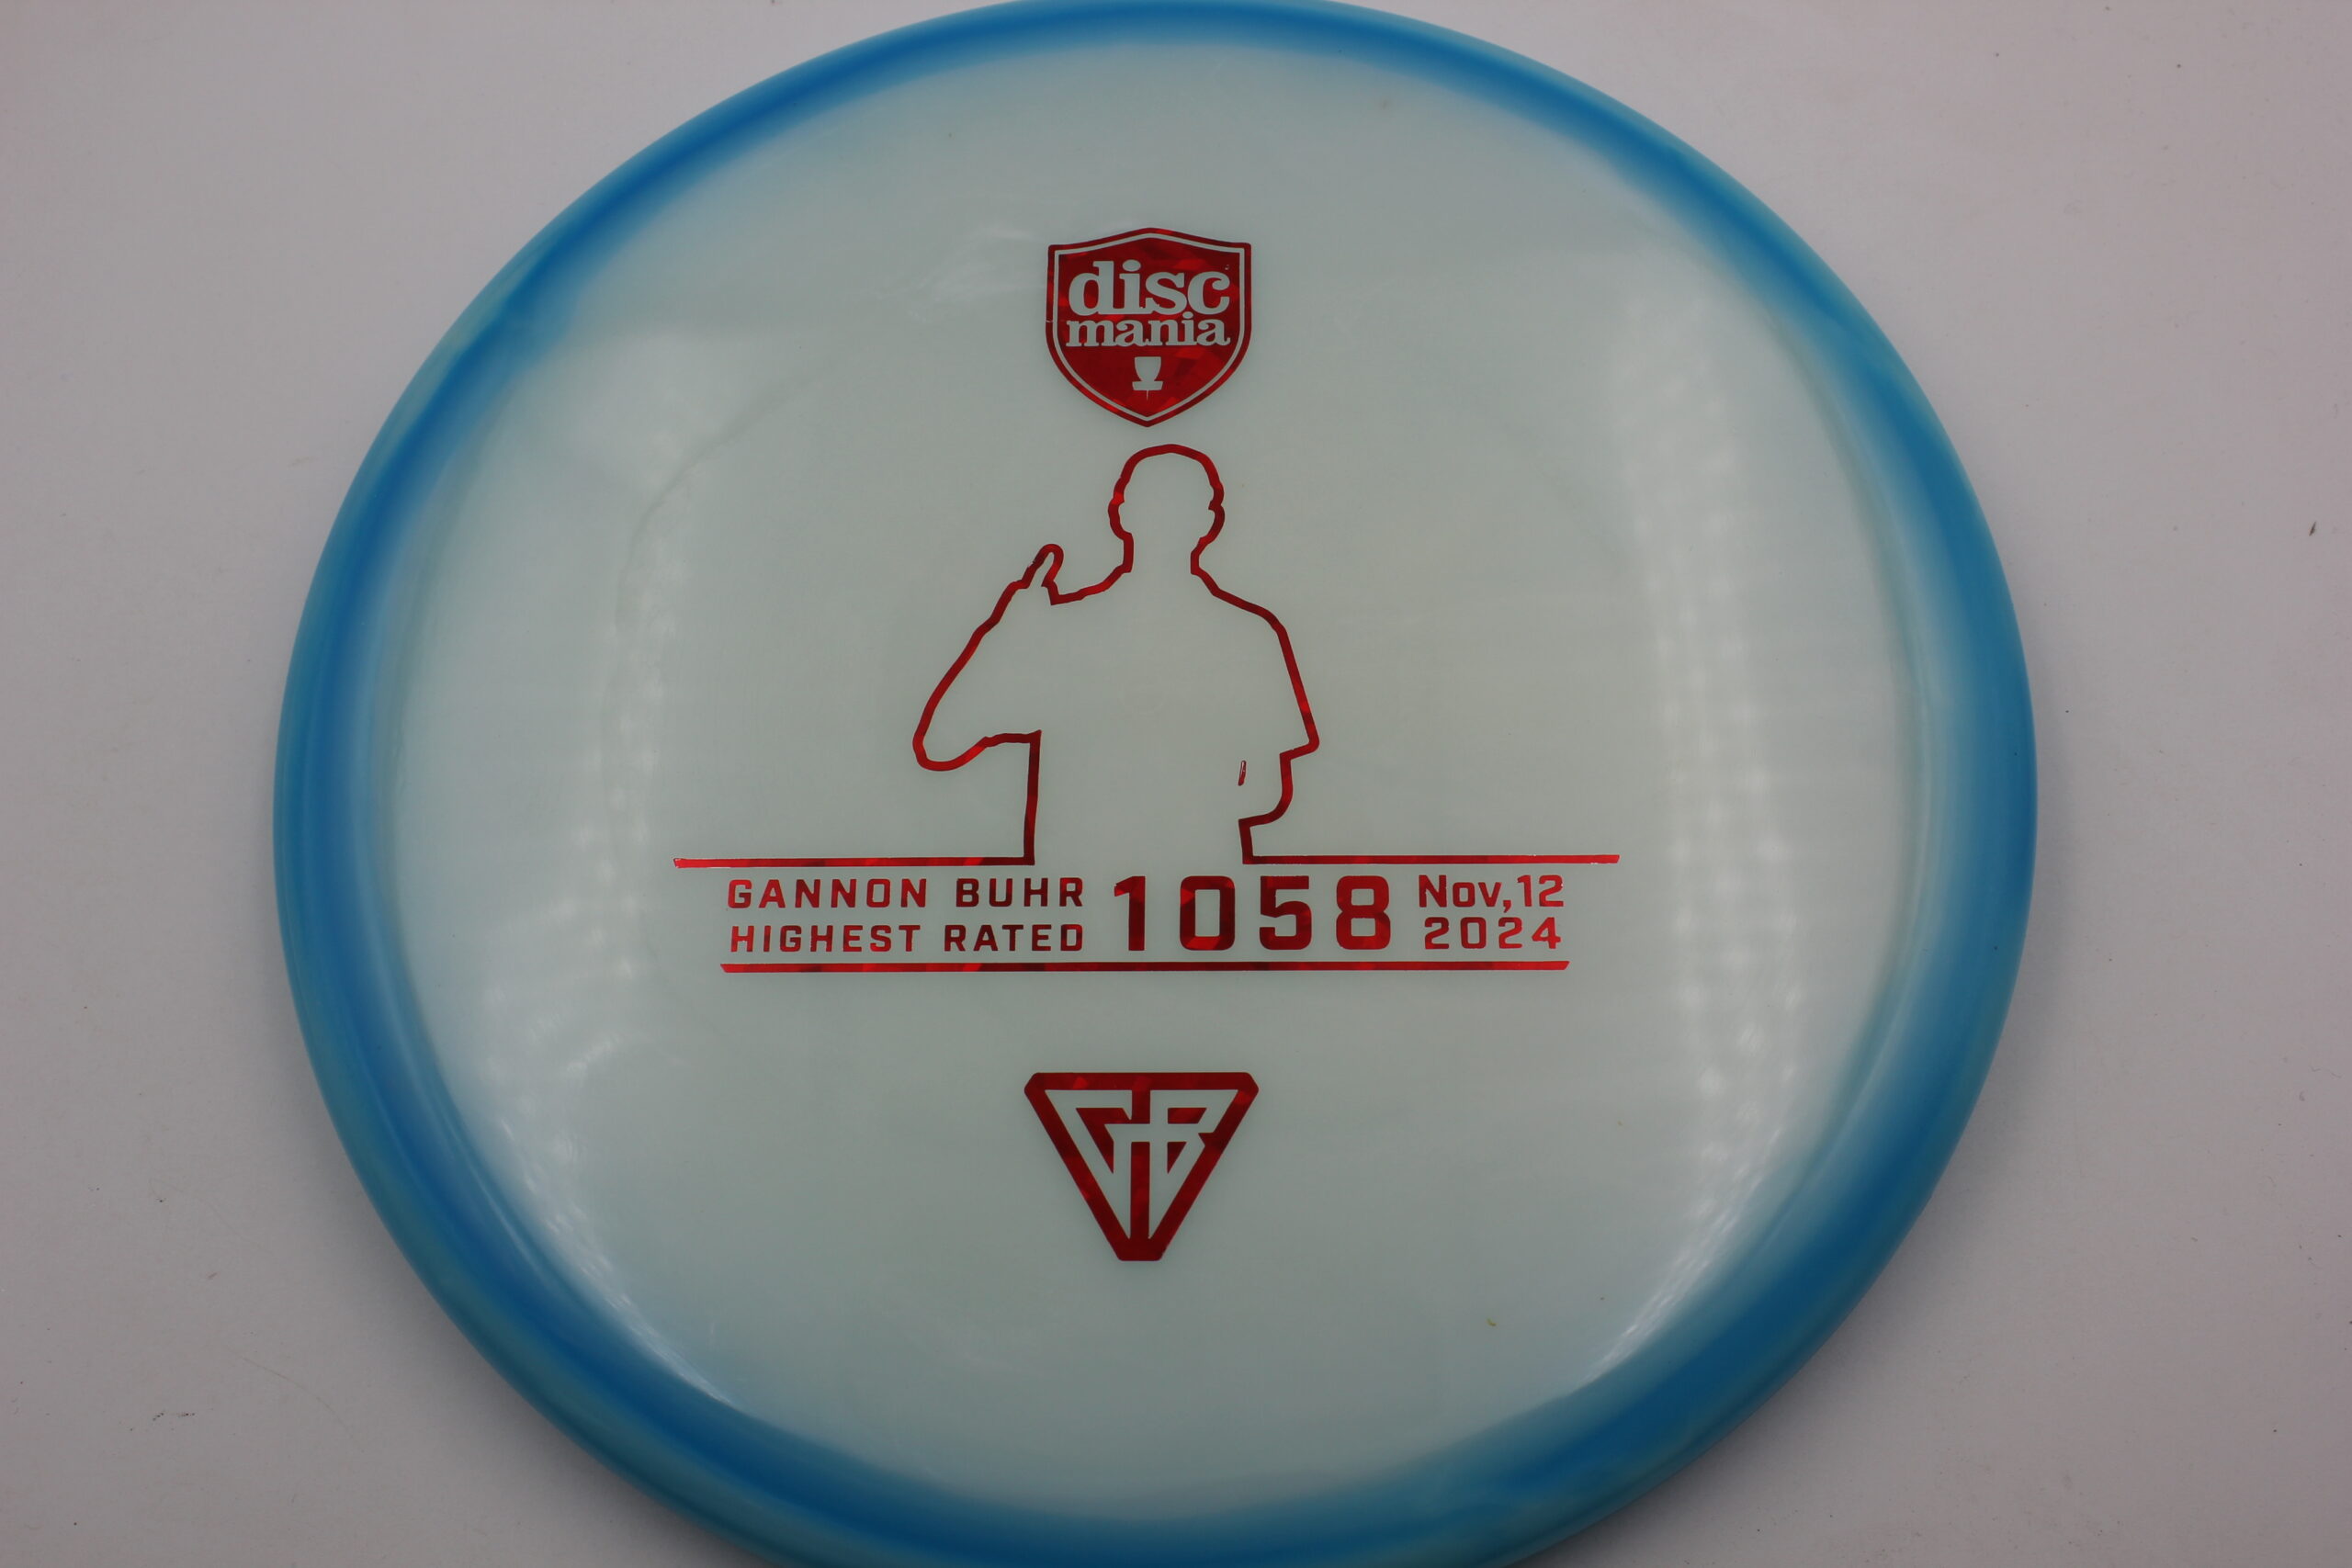 disc
mania
GANNON BUHR
HIGHEST RATED
1058
Nov,12
2024
GB